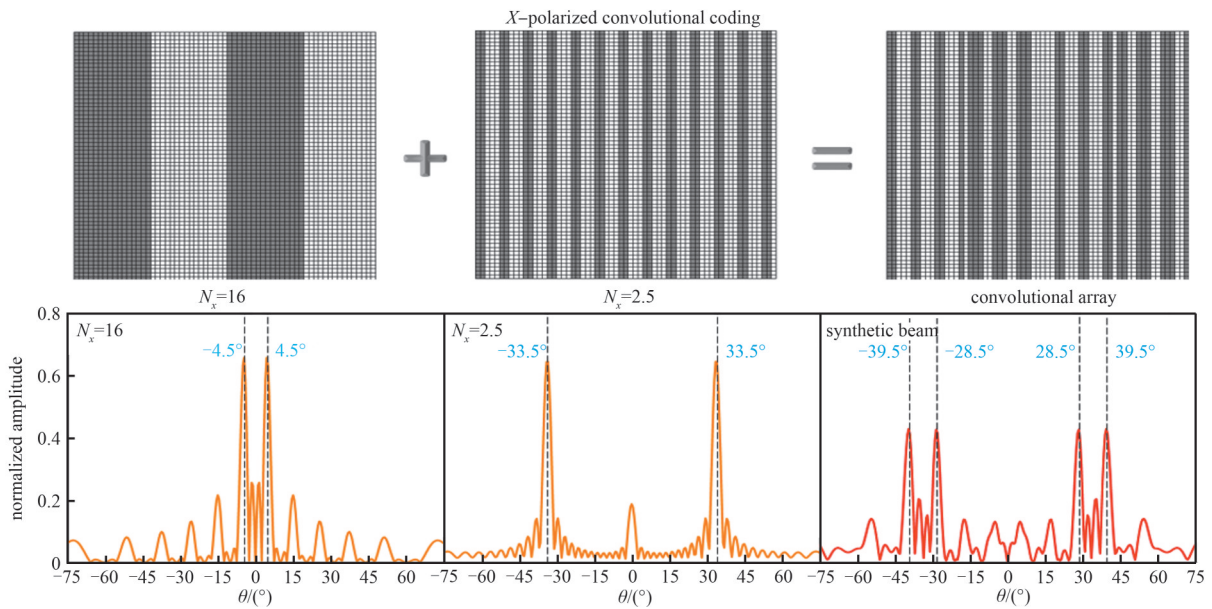 X-polarized convolutional coding
Nx=16
Nx=2.5
convolutional array
normalized amplitude
0.8
0.6
0.4
0.2
0
Nx=16
−4.5°
4.5°
−75 −60 −45 −30 −15 0 15 30 45 60
θ/(°)
Nx=2.5
−33.5°
33.5°
−75 −60 −45 −30 −15 0 15 30 45 60
θ/(°)
synthetic beam
−39.5°
−28.5°
28.5°
39.5°
−75 −60 −45 −30 −15 0 15 30 45 60 75
θ/(°)